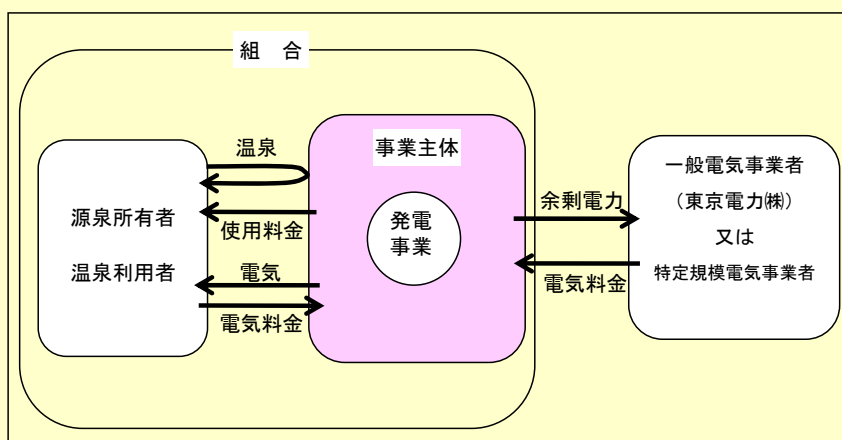 組　合
源泉所有者
温泉利用者
温泉
使用料金
電気
電気料金
事業主体
発電
事業
余剰電力
電気料金
一般電気事業者
（東京電力㈱）
又は
特定規模電気事業者